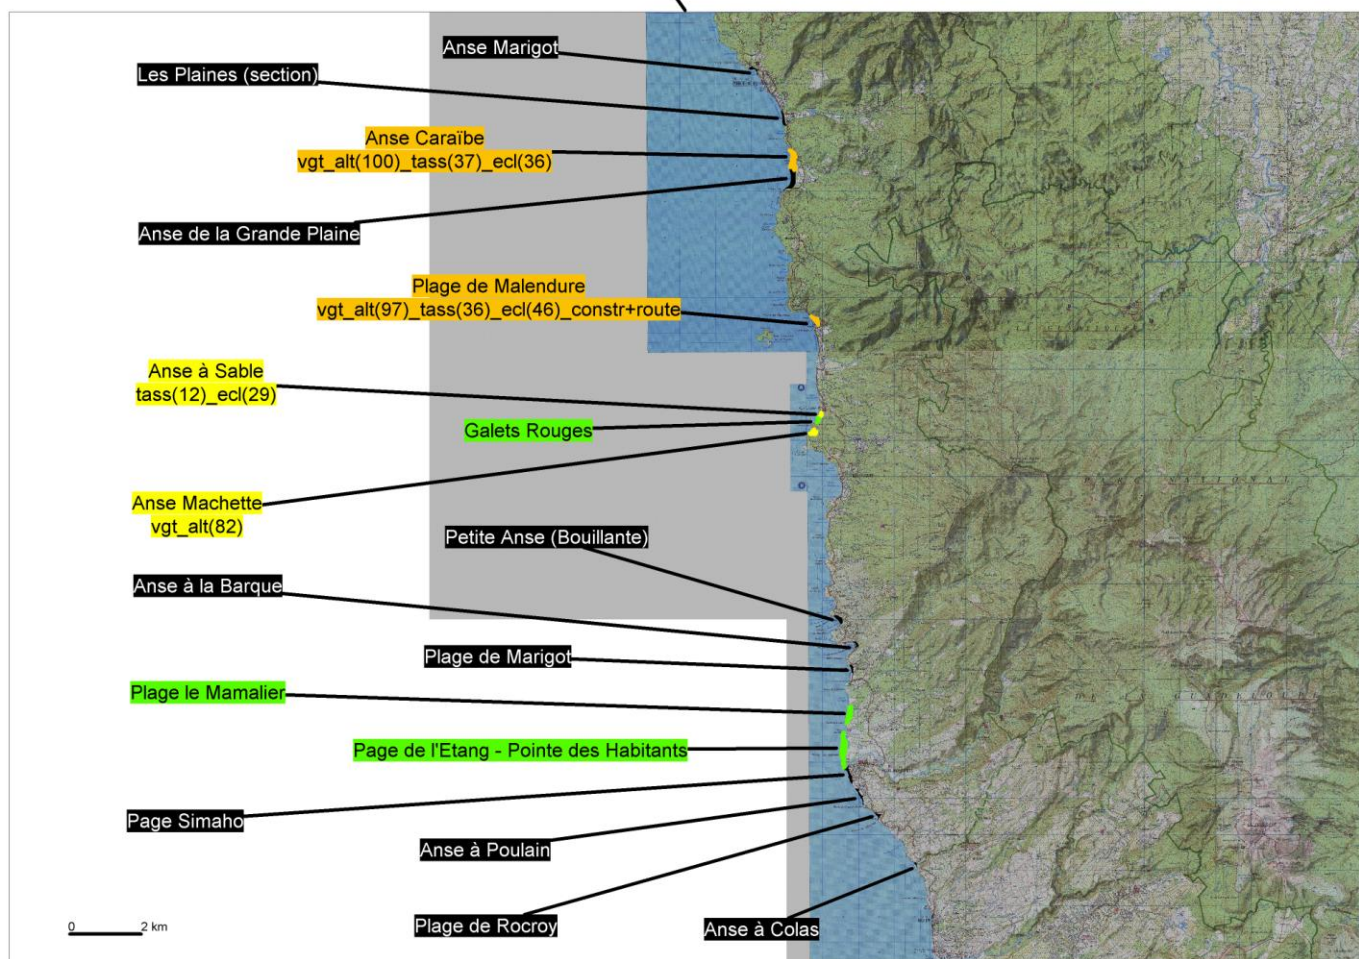 Anse Marigot
Les Plaines (section)
Anse Caraïbe
vgt_alt(100)_tass(37)_ecl(36)
Anse de la Grande Plaine
Plage de Malendure
vgt_alt(97)_tass(36)_ecl(46)_constr+route
Anse à Sable
tass(12)_ecl(29)
Galets Rouges
Anse Machette
vgt_alt(82)
Petite Anse (Bouillante)
Anse à la Barque
Plage de Marigot
Plage le Mamalier
Page de l'Etang - Pointe des Habitants
Page Simaho
Anse à Poulain
Plage de Rocroy
Anse à Colas
0 2 km